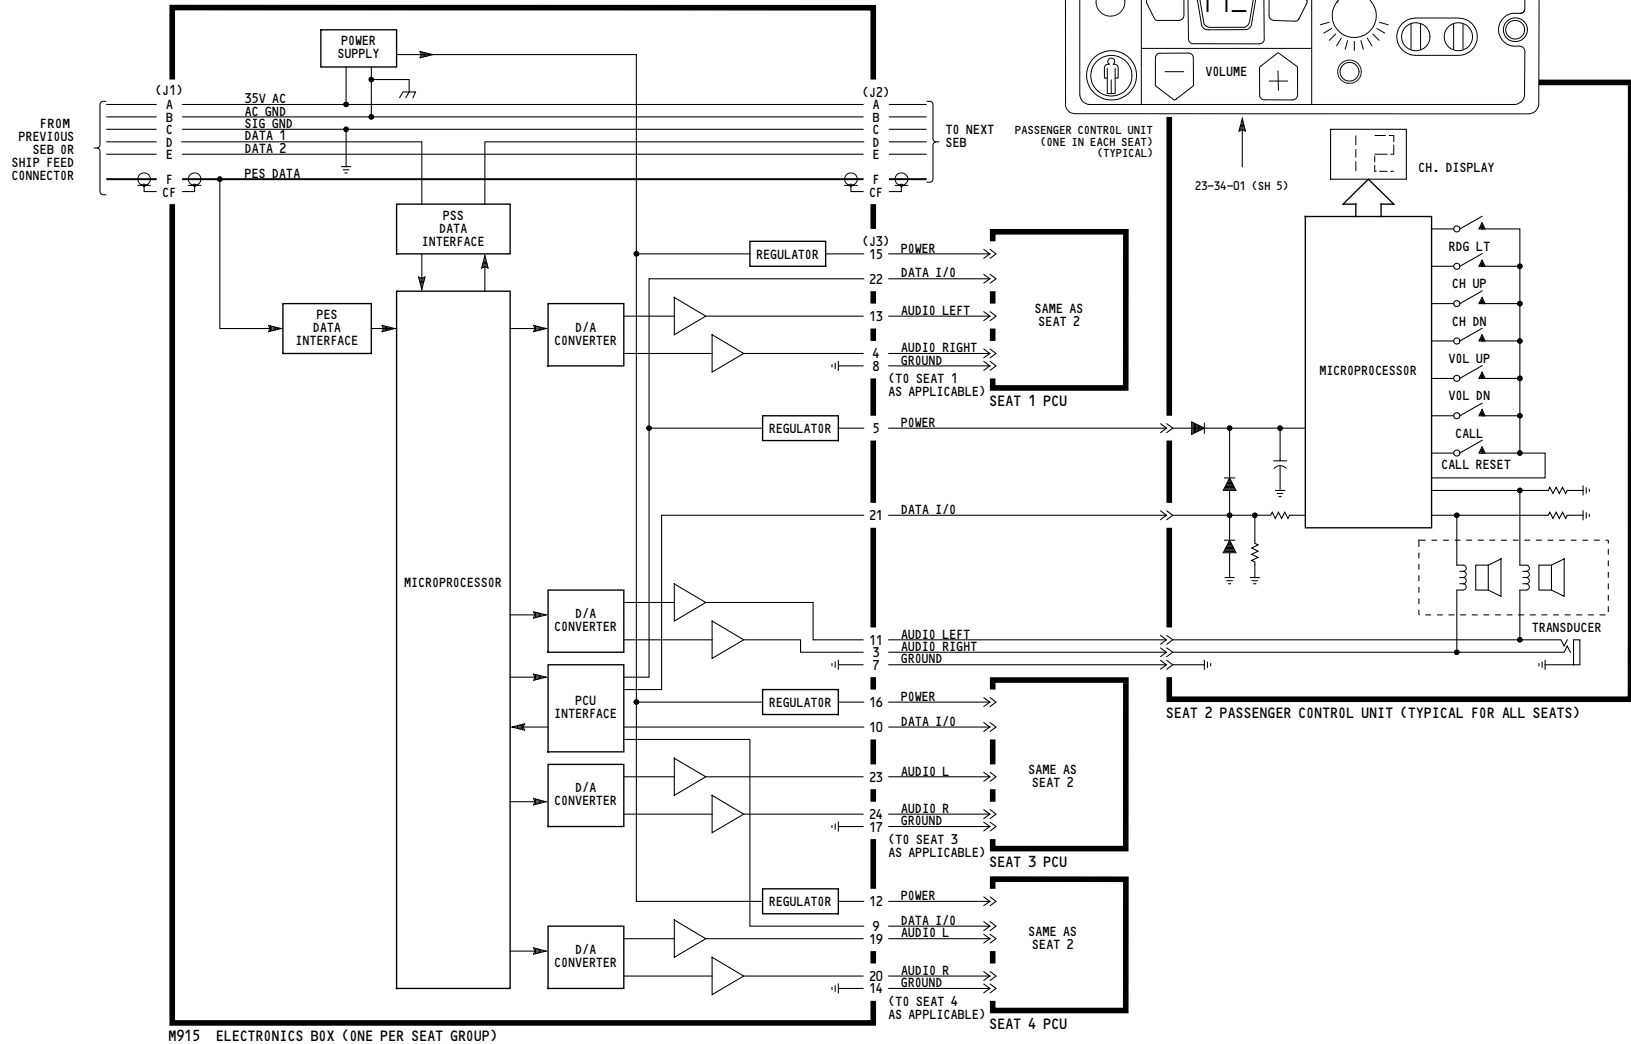 POWER
SUPPLY
(J1)
A
B
C
D
E
F
CF
35V AC
AC GND
SIG GND
DATA 1
DATA 2
PES DATA
FROM
PREVIOUS
SEB OR
SHIP FEED
CONNECTOR
(J2)
A
B
C
D
E
F
CF
TO NEXT
SEB
PSS
DATA
INTERFACE
PES
DATA
INTERFACE
MICROPROCESSOR
D/A
CONVERTER
REGULATOR
(J3)
15 POWER
22 DATA I/O
13 AUDIO LEFT
4 AUDIO RIGHT
8 GROUND
(TO SEAT 1
AS APPLICABLE)
SAME AS
SEAT 2
SEAT 1 PCU
REGULATOR
5 POWER
21 DATA I/O
D/A
CONVERTER
11 AUDIO LEFT
3 AUDIO RIGHT
7 GROUND
PCU
INTERFACE
REGULATOR
16 POWER
10 DATA I/O
D/A
CONVERTER
23 AUDIO L
24 AUDIO R
17 GROUND
(TO SEAT 3
AS APPLICABLE)
SAME AS
SEAT 2
SEAT 3 PCU
REGULATOR
12 POWER
9 DATA I/O
19 AUDIO L
D/A
CONVERTER
20 AUDIO R
14 GROUND
(TO SEAT 4
AS APPLICABLE)
SAME AS
SEAT 2
SEAT 4 PCU
M915 ELECTRONICS BOX (ONE PER SEAT GROUP)
VOLUME
PASSENGER CONTROL UNIT
(ONE IN EACH SEAT)
(TYPICAL)
23-34-01 (SH 5)
12
CH. DISPLAY
MICROPROCESSOR
RDG LT
CH UP
CH DN
VOL UP
VOL DN
CALL
CALL RESET
TRANSDUCER
SEAT 2 PASSENGER CONTROL UNIT (TYPICAL FOR ALL SEATS)